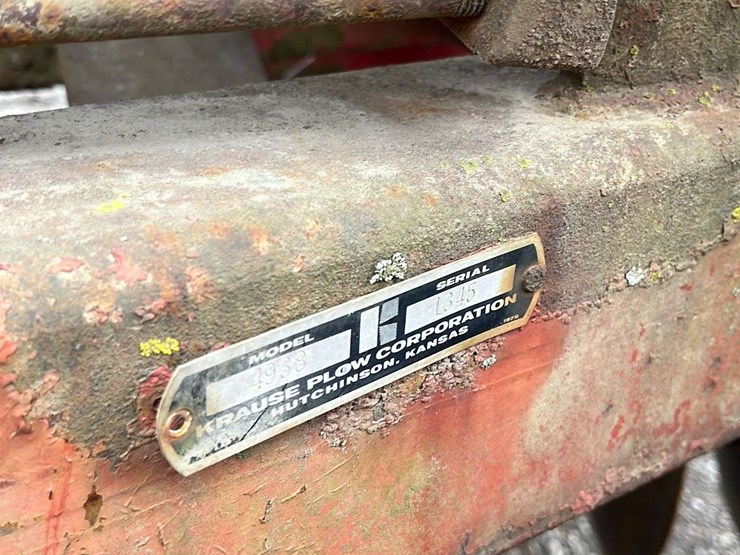 MODEL SERIAL
4938 1345
KRAUSE PLOW CORPORATION
HUTCHINSON, KANSAS